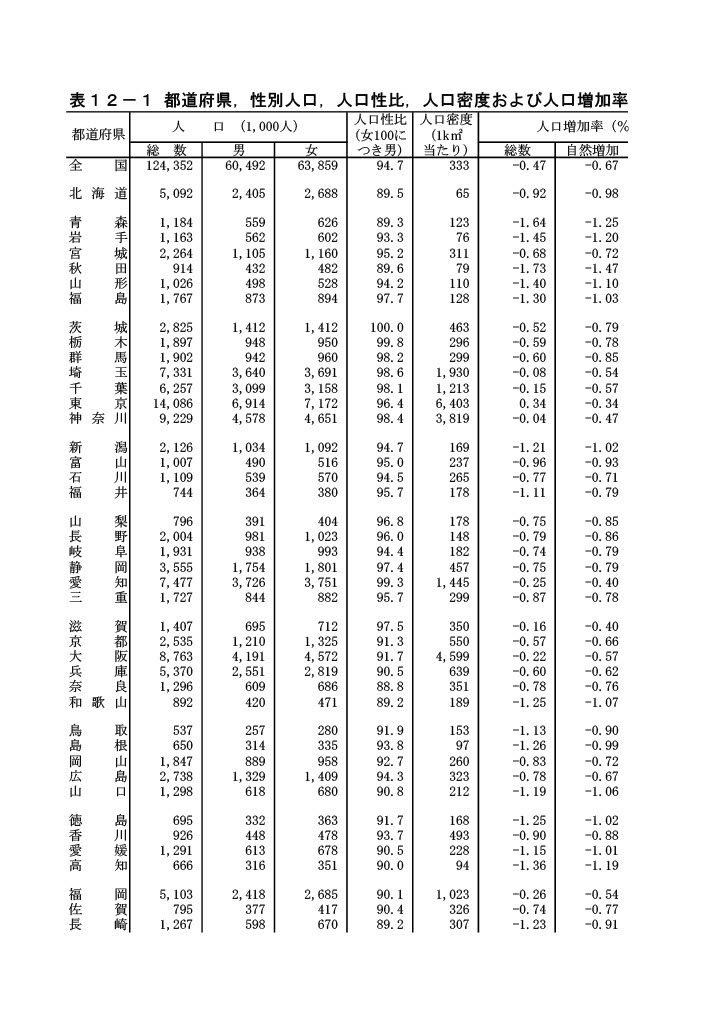 表１２－１ 都道府県，性別人口，人口性比，人口密度および人口増加率
都道府県 人 口 (1,000人) 人口性比 (女100に つき男) 人口密度 (1k㎡ 当たり) 人口増加率 (%
総 数 男 女 総数 自然増加
全 国 124,352 60,492 63,859 94.7 333 -0.47 -0.67
北 海 道 5,092 2,405 2,688 89.5 65 -0.92 -0.98
青 森 1,184 559 626 89.3 123 -1.64 -1.25
岩 手 1,163 562 602 93.3 76 -1.45 -1.20
宮 城 2,264 1,105 1,160 95.2 311 -0.68 -0.72
秋 田 914 432 482 89.6 79 -1.73 -1.47
山 形 1,026 498 528 94.2 110 -1.40 -1.10
福 島 1,767 873 894 97.7 128 -1.30 -1.03
茨 城 2,825 1,412 1,412 100.0 463 -0.52 -0.79
栃 木 1,897 948 950 99.8 296 -0.59 -0.78
群 馬 1,902 942 960 98.2 299 -0.60 -0.85
埼 玉 7,331 3,640 3,691 98.6 1,930 -0.08 -0.54
千 葉 6,257 3,099 3,158 98.1 1,213 -0.15 -0.57
東 京 14,086 6,914 7,172 96.4 6,403 0.34 -0.34
神 奈 川 9,229 4,578 4,651 98.4 3,819 -0.04 -0.47
新 潟 2,126 1,034 1,092 94.7 169 -1.21 -1.02
富 山 1,007 490 516 95.0 237 -0.96 -0.93
石 川 1,109 539 570 94.5 265 -0.77 -0.71
福 井 744 364 380 95.7 178 -1.11 -0.79
山 梨 796 391 404 96.8 178 -0.75 -0.85
長 野 2,004 981 1,023 96.0 148 -0.79 -0.86
岐 阜 1,931 938 993 94.4 182 -0.74 -0.79
静 岡 3,555 1,754 1,801 97.4 457 -0.75 -0.79
愛 知 7,477 3,726 3,751 99.3 1,445 -0.25 -0.40
三 重 1,727 844 882 95.7 299 -0.87 -0.78
滋 賀 1,407 695 712 97.5 350 -0.16 -0.40
京 都 2,535 1,210 1,325 91.3 550 -0.57 -0.66
大 阪 8,763 4,191 4,572 91.7 4,599 -0.22 -0.57
兵 庫 5,370 2,551 2,819 90.5 639 -0.60 -0.62
奈 良 1,296 609 686 88.8 351 -0.78 -0.76
和 歌 山 892 420 471 89.2 189 -1.25 -1.07
鳥 取 537 257 280 91.9 153 -1.13 -0.90
島 根 650 314 335 93.8 97 -1.26 -0.99
岡 山 1,847 889 958 92.7 260 -0.83 -0.72
広 島 2,738 1,329 1,409 94.3 323 -0.78 -0.67
山 口 1,298 618 680 90.8 212 -1.19 -1.06
徳 島 695 332 363 91.7 168 -1.25 -1.02
香 川 926 448 478 93.7 493 -0.90 -0.88
愛 媛 1,291 613 678 90.5 228 -1.15 -1.01
高 知 666 316 351 90.0 94 -1.36 -1.19
福 岡 5,103 2,418 2,685 90.1 1,023 -0.26 -0.54
佐 賀 795 377 417 90.4 326 -0.74 -0.77
長 崎 1,267 598 670 89.2 307 -1.23 -0.91